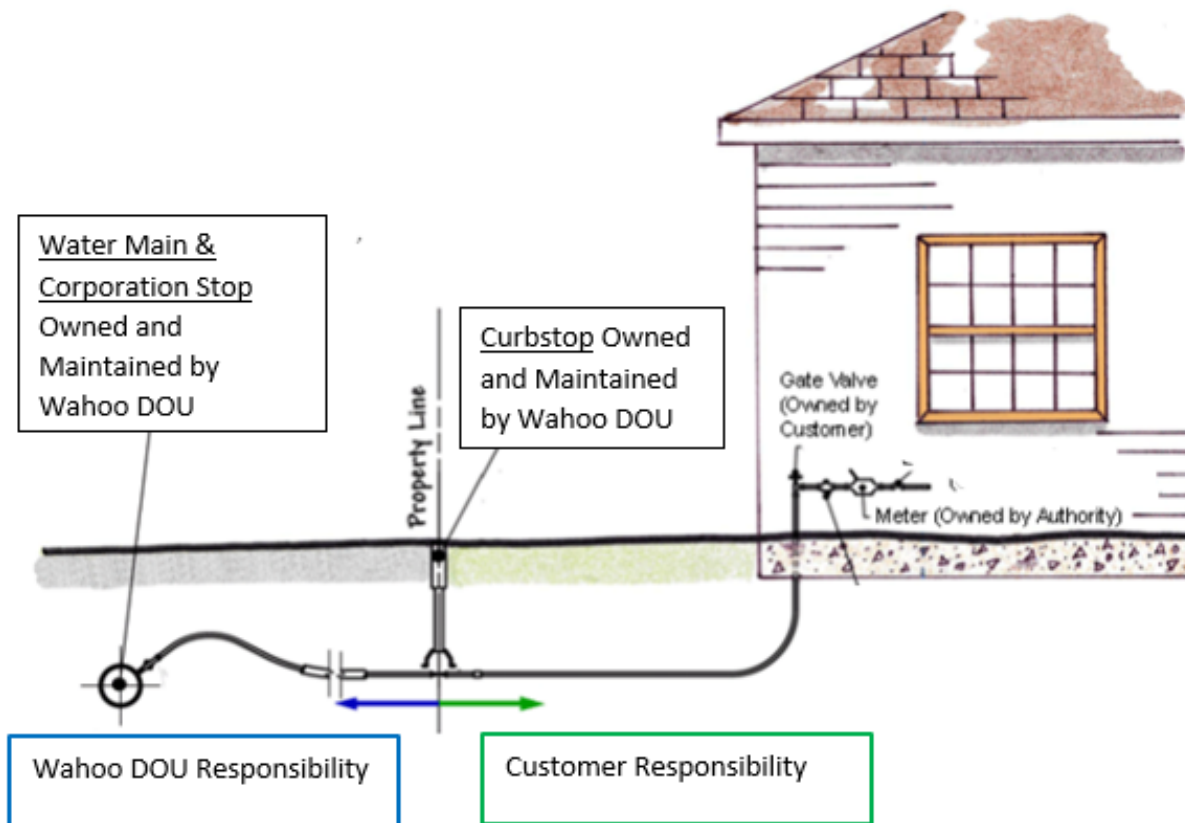 Water Main &
Corporation Stop
Owned and
Maintained by
Wahoo DOU
Property Line
Curbstop Owned
and Maintained
by Wahoo DOU
Gate Valve
(Owned by
Customer)
Meter (Owned by Authority)
Wahoo DOU Responsibility
Customer Responsibility